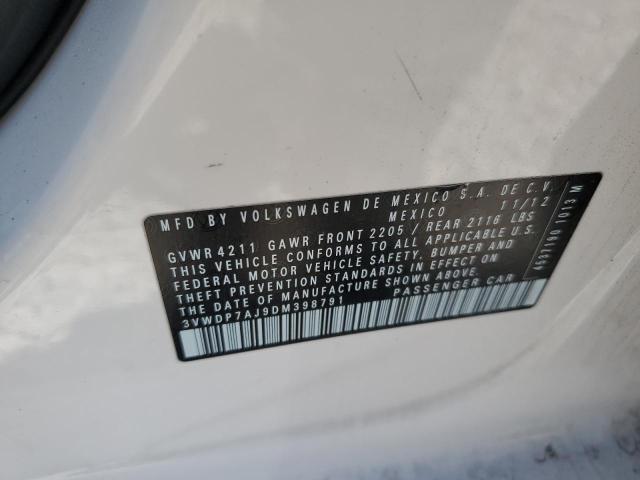 MFD BY VOLKSWAGEN DE MEXICO S.A. DE C.V.
MEXICO 11/12
GVWR 4211 GAWR FRONT 2205 / REAR 2116 LBS
THIS VEHICLE CONFORMS TO ALL APPLICABLE U.S.
FEDERAL MOTOR VEHICLE SAFETY, BUMPER AND
THEFT PREVENTION STANDARDS IN EFFECT ON
THE DATE OF MANUFACTURE SHOWN ABOVE.
3VWDP7AJ9DM398791 PASSENGER CAR
4537190 1013 M